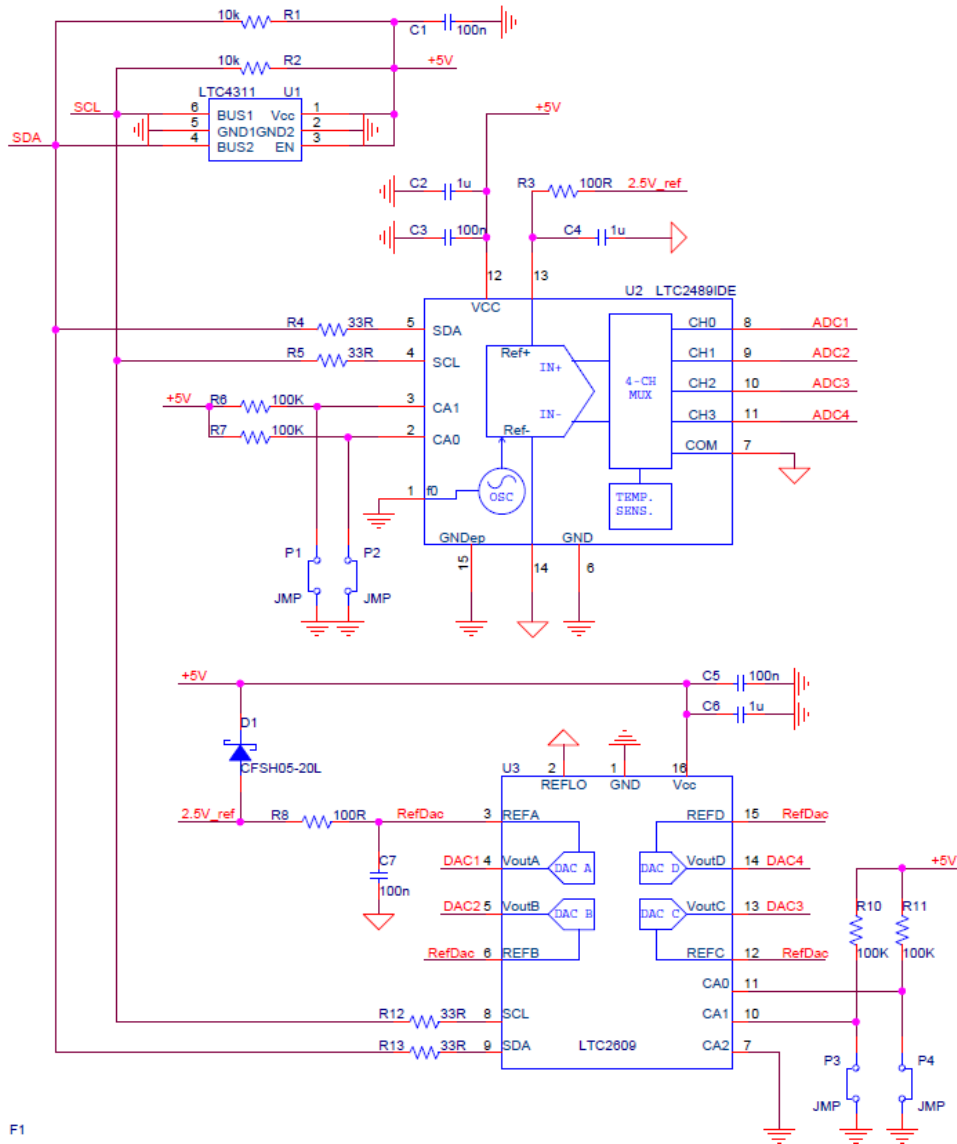 10k R1
C1 100n
10k R2
+5V
LTC4311 U1
SCL 6 BUS1 Vcc 1
5 GND1GND2 2
SDA 4 BUS2 EN 3
+5V
C2 1u R3 100R 2.5V_ref
C3 100n C4 1u
12 13
U2 LTC2489IDE
VCC
R4 33R 5 SDA CH0 8 ADC1
Ref+
R5 33R 4 SCL IN+ CH1 9 ADC2
4-CH
MUX
+5V R6 100K 3 CA1 CH2 10 ADC3
IN-
R7 100K 2 CA0 Ref- CH3 11 ADC4
COM 7
1 f0 OSC TEMP.
SENS.
GNDep GND
P1 P2 15 14 6
JMP JMP
+5V C5 100n
C6 1u
D1
CFSH05-20L
U3 2 1 16
REFLO GND Vcc
2.5V_ref R8 100R RefDac 3 REFA REFD 15 RefDac
C7
100n
DAC1 4 VoutA DAC A DAC D VoutD 14 DAC4
+5V
DAC2 5 VoutB DAC B DAC C VoutC 13 DAC3
R10 R11
100K 100K
RefDac 6 REFB REFC 12 RefDac
CA0 11
R12 33R 8 SCL CA1 10
R13 33R 9 SDA LTC2609 CA2 7
P3 P4
JMP JMP
F1